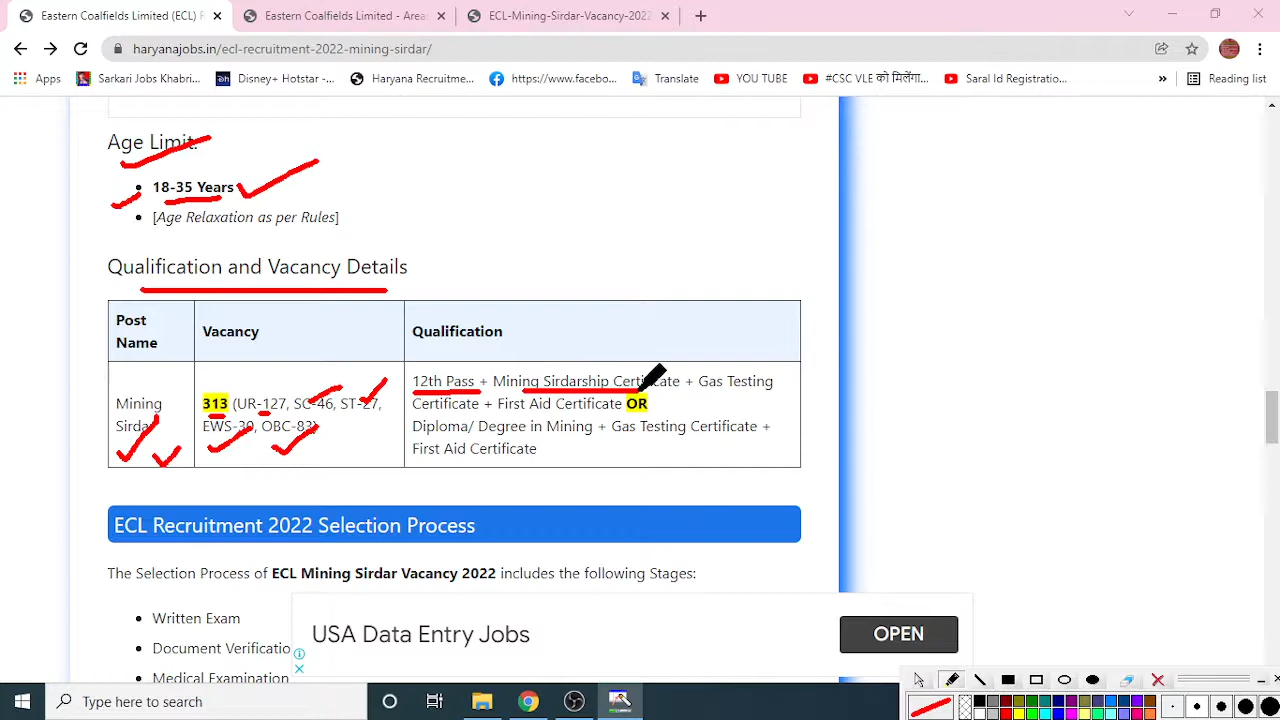 Eastern Coalfields Limited (ECL) R
Eastern Coalfields Limited - Area
ECL-Mining-Sirdar-Vacancy-2022
haryanajobs.in/ecl-recruitment-2022-mining-sirdar/
Apps
Sarkari Jobs Khabri...
Disney+ Hotstar -...
Haryana Recruitme...
https://www.facebo...
Translate
YOU TUBE
#CSC VLE को मिलेंगा...
Saral Id Registratio...
»
Reading list
Age Limit:
18-35 Years
[Age Relaxation as per Rules]
Qualification and Vacancy Details
Post Name
Vacancy
Qualification
Mining Sirdar
313 (UR-127, SC-46, ST-27,
EWS-30, OBC-83)
12th Pass + Mining Sirdarship Certificate + Gas Testing
Certificate + First Aid Certificate OR
Diploma/ Degree in Mining + Gas Testing Certificate +
First Aid Certificate
ECL Recruitment 2022 Selection Process
The Selection Process of ECL Mining Sirdar Vacancy 2022 includes the following Stages:
Written Exam
Document Verificatio
Medical Examination
USA Data Entry Jobs
OPEN
Type here to search